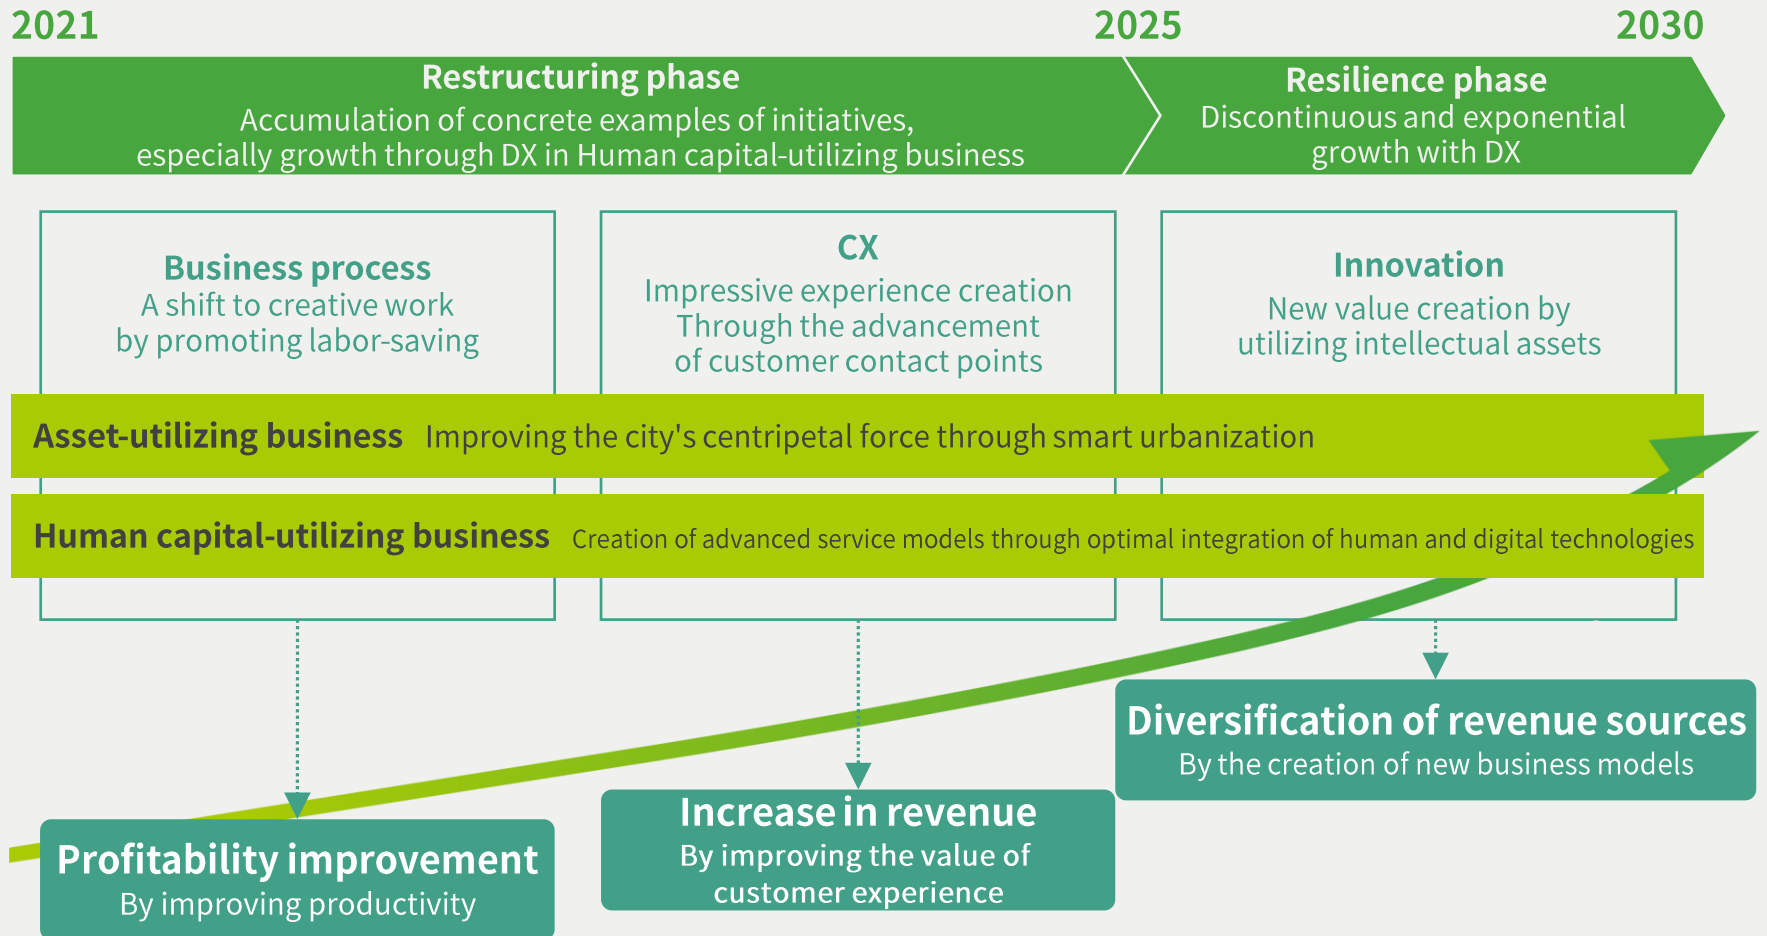 2021
2025
2030
Restructuring phase
Accumulation of concrete examples of initiatives,
especially growth through DX in Human capital-utilizing business
Resilience phase
Discontinuous and exponential
growth with DX
Business process
A shift to creative work
by promoting labor-saving
CX
Impressive experience creation
Through the advancement
of customer contact points
Innovation
New value creation by
utilizing intellectual assets
Asset-utilizing business Improving the city's centripetal force through smart urbanization
Human capital-utilizing business Creation of advanced service models through optimal integration of human and digital technologies
Profitability improvement
By improving productivity
Increase in revenue
By improving the value of
customer experience
Diversification of revenue sources
By the creation of new business models